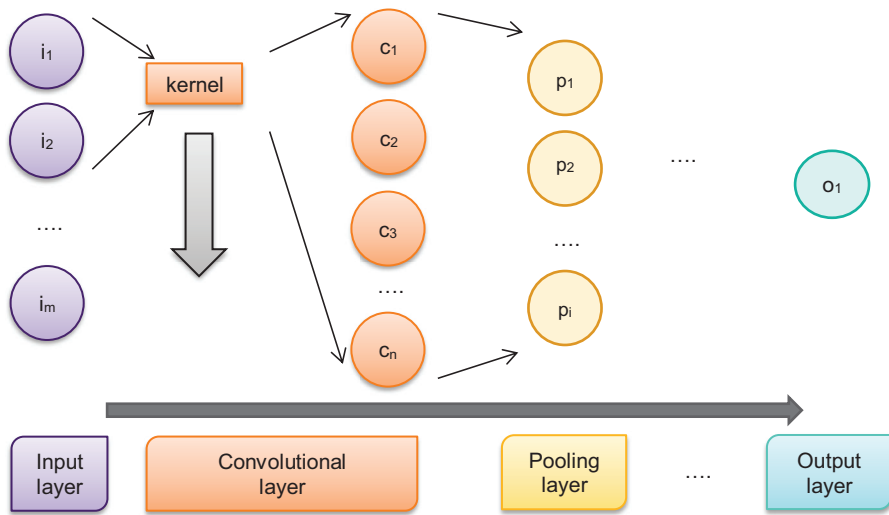 i₁
i₂
....
iₘ
kernel
c₁
c₂
c₃
....
cₙ
p₁
p₂
....
pᵢ
....
o₁
Input
layer
Convolutional
layer
Pooling
layer
....
Output
layer